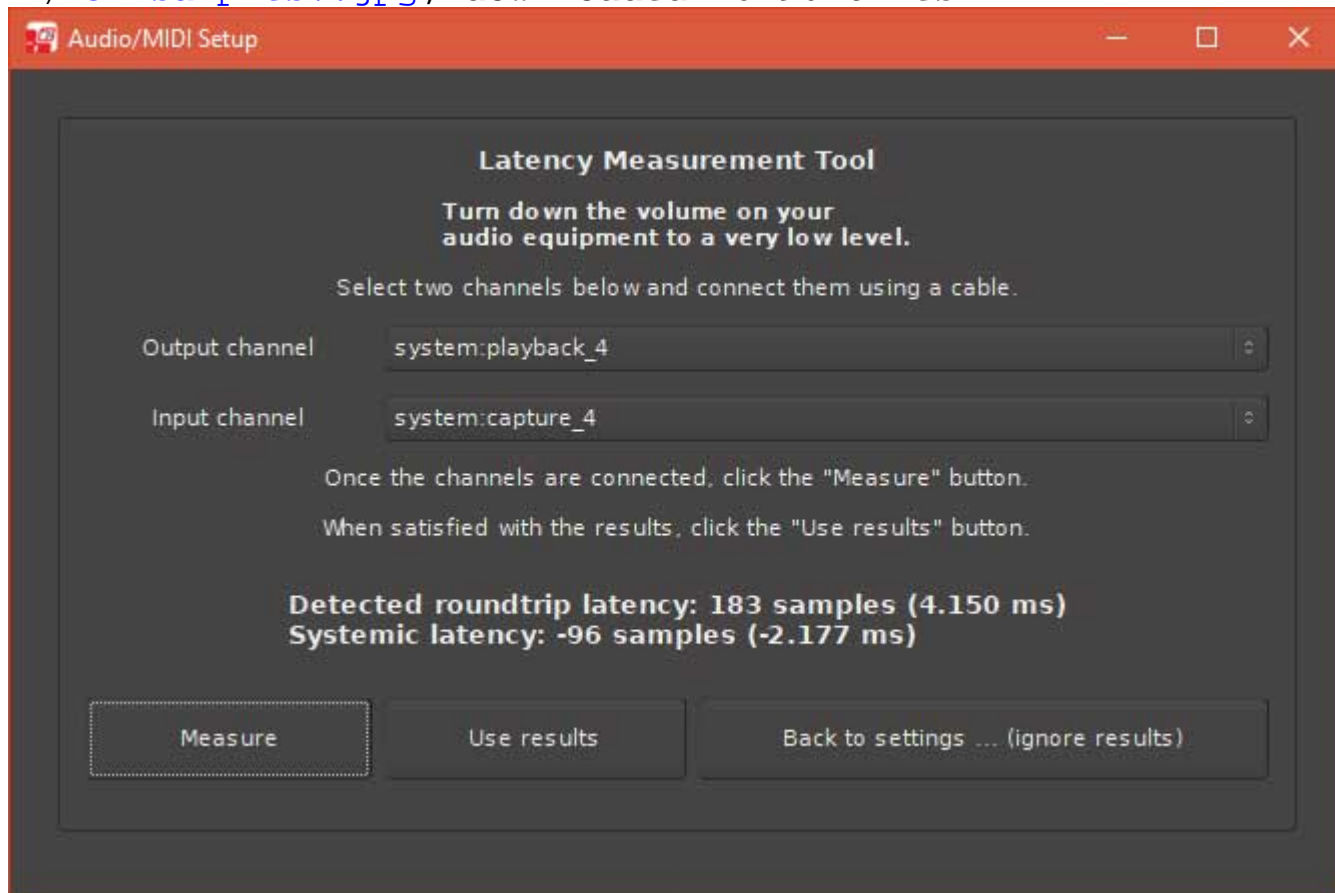 Audio/MIDI Setup
Latency Measurement Tool
Turn down the volume on your
audio equipment to a very low level.
Select two channels below and connect them using a cable.
Output channel system:playback_4
Input channel system:capture_4
Once the channels are connected, click the "Measure" button.
When satisfied with the results, click the "Use results" button.
Detected roundtrip latency: 183 samples (4.150 ms)
Systemic latency: -96 samples (-2.177 ms)
Measure Use results Back to settings ... (ignore results)